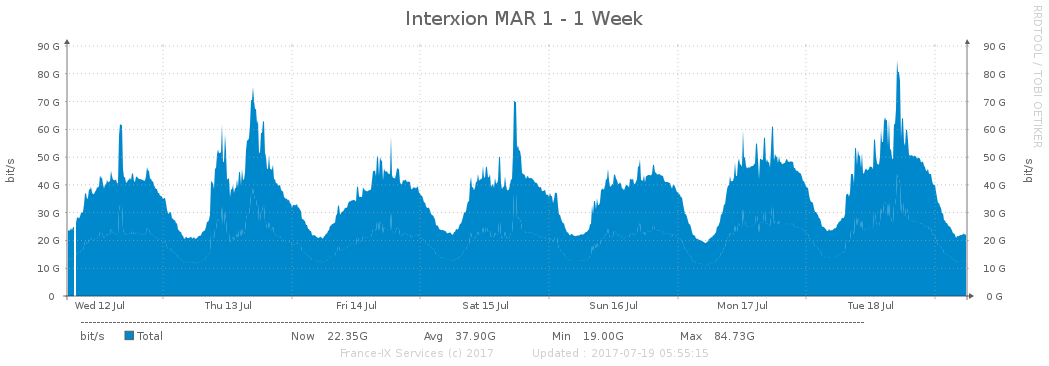 Interxion MAR 1 - 1 Week
RRDTOOL / TOBI OETIKER
bit/s
90 G 90 G
80 G 80 G
70 G 70 G
60 G 60 G
50 G 50 G
40 G 40 G
30 G 30 G
20 G 20 G
10 G 10 G
0 0 G
bit/s
Wed 12 Jul Thu 13 Jul Fri 14 Jul Sat 15 Jul Sun 16 Jul Mon 17 Jul Tue 18 Jul
bit/s Total Now 22.35G Avg 37.90G Min 19.00G Max 84.73G
France-IX Services (c) 2017 Updated : 2017-07-19 05:55:15